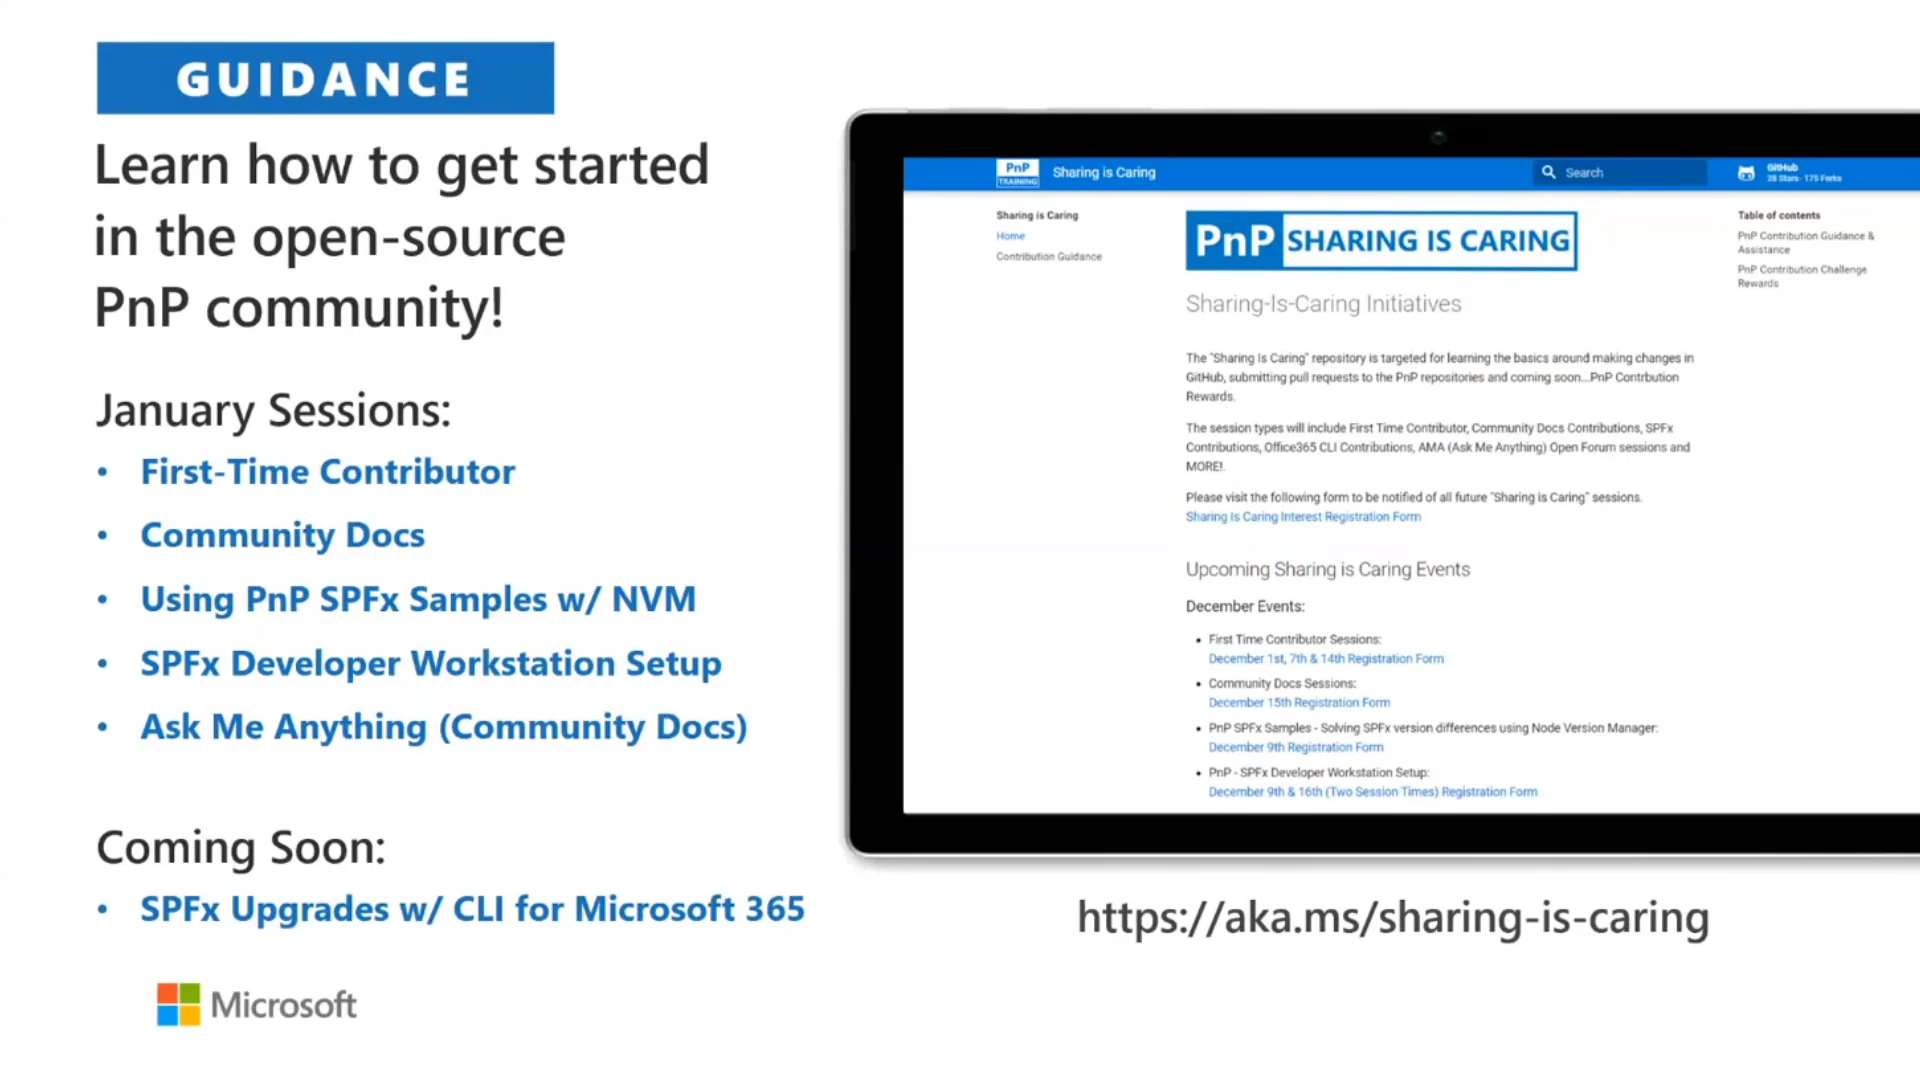 GUIDANCE
Learn how to get started
in the open-source
PnP community!
January Sessions:
• First-Time Contributor
• Community Docs
• Using PnP SPFx Samples w/ NVM
• SPFx Developer Workstation Setup
• Ask Me Anything (Community Docs)
Coming Soon:
• SPFx Upgrades w/ CLI for Microsoft 365
Microsoft
PnP
TRAINING
Sharing is Caring
Search
GitHub
28 Stars · 175 Forks
Sharing is Caring
Home
Contribution Guidance
PnP SHARING IS CARING
Sharing-Is-Caring Initiatives
The "Sharing Is Caring" repository is targeted for learning the basics around making changes in
GitHub, submitting pull requests to the PnP repositories and coming soon...PnP Contrbution
Rewards.
The session types will include First Time Contributor, Community Docs Contributions, SPFx
Contributions, Office365 CLI Contributions, AMA (Ask Me Anything) Open Forum sessions and
MORE!.
Please visit the following form to be notified of all future "Sharing is Caring" sessions.
Sharing Is Caring Interest Registration Form
Upcoming Sharing is Caring Events
December Events:
• First Time Contributor Sessions:
December 1st, 7th & 14th Registration Form
• Community Docs Sessions:
December 15th Registration Form
• PnP SPFx Samples - Solving SPFx version differences using Node Version Manager:
December 9th Registration Form
• PnP - SPFx Developer Workstation Setup:
December 9th & 16th (Two Session Times) Registration Form
Table of contents
PnP Contribution Guidance &
Assistance
PnP Contribution Challenge
Rewards
https://aka.ms/sharing-is-caring